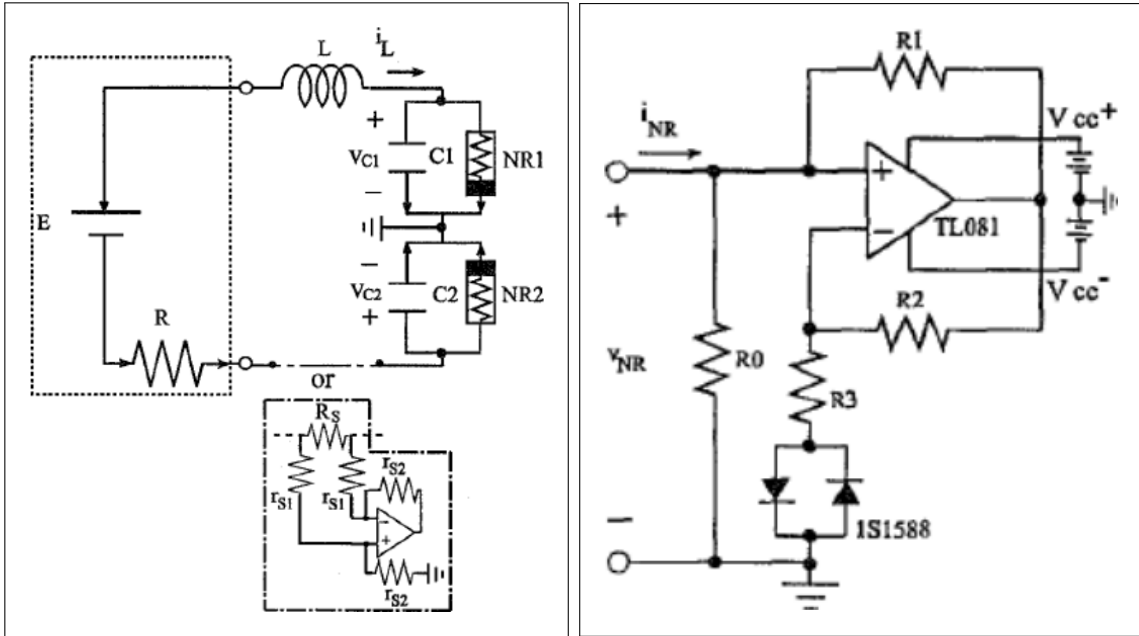 L
i_L
+
V_C1
C1
NR1
−
E
−
V_C2
C2
NR2
+
R
or
R_S
r_S1
r_S1
r_S2
−
+
r_S2
R1
i_NR
V cc+
+
+
−
TL081
V cc-
R2
v_NR
R0
R3
−
1S1588